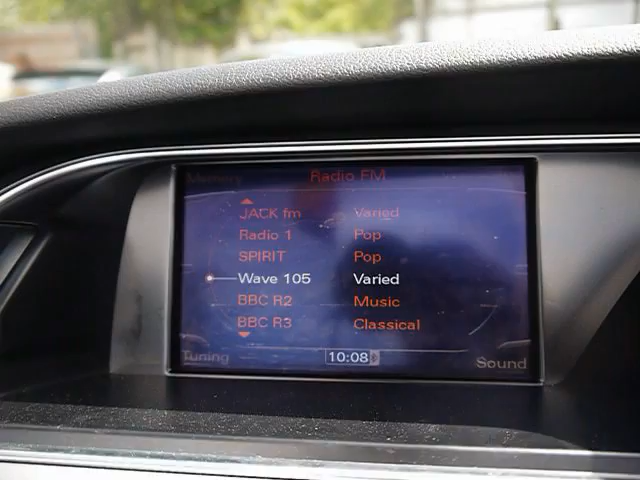 Memory Radio FM
JACK fm Varied
Radio 1 Pop
SPIRIT Pop
Wave 105 Varied
BBC R2 Music
BBC R3 Classical
Tuning 10:08 Sound